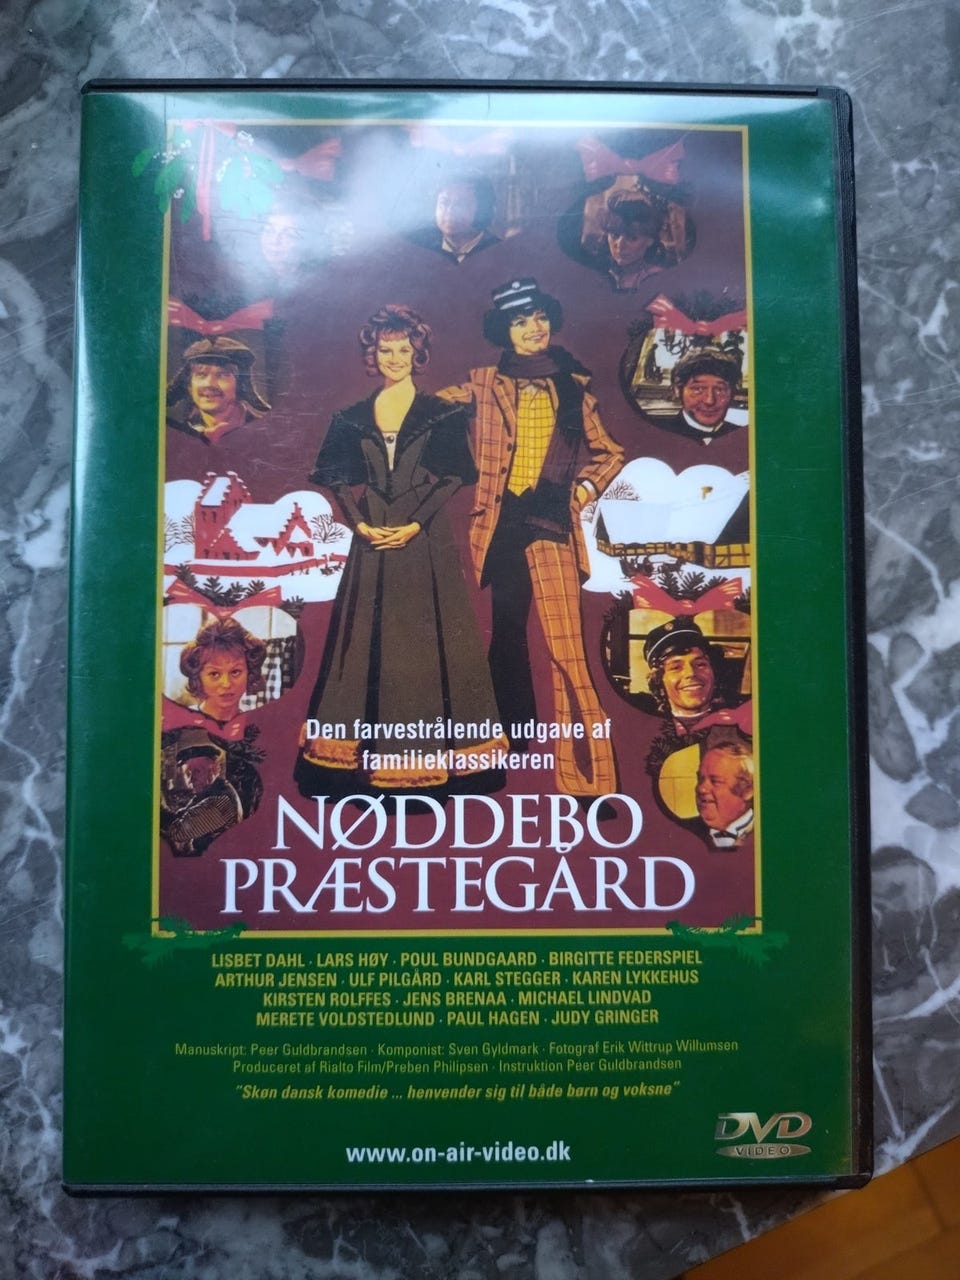 Den farvestrålende udgave af
familieklassikeren
NØDDEBO
PRÆSTEGÅRD
LISBET DAHL · LARS HØY · POUL BUNDGAARD · BIRGITTE FEDERSPIEL
ARTHUR JENSEN · ULF PILGÅRD · KARL STEGGER · KAREN LYKKEHUS
KIRSTEN ROLFFES · JENS BRENAA · MICHAEL LINDVAD
MERETE VOLDSTEDLUND · PAUL HAGEN · JUDY GRINGER
Manuskript: Peer Guldbrandsen · Komponist: Sven Gyldmark · Fotograf Erik Wittrup Willumsen
Produceret af Rialto Film/Preben Philipsen · Instruktion Peer Guldbrandsen
"Skøn dansk komedie ... henvender sig til både børn og voksne"
www.on-air-video.dk
DVD
VIDEO